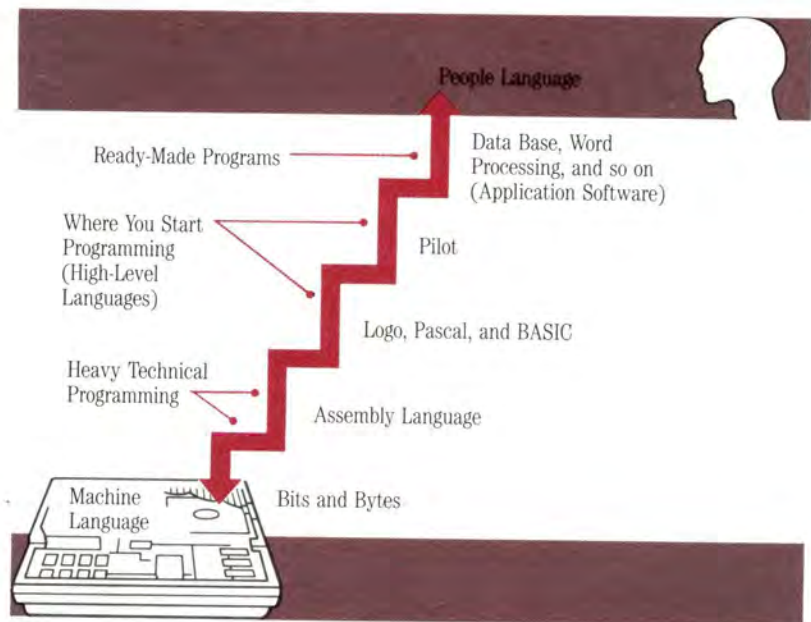 People Language
Ready-Made Programs
Data Base, Word
Processing, and so on
(Application Software)
Where You Start
Programming
(High-Level
Languages)
Pilot
Logo, Pascal, and BASIC
Heavy Technical
Programming
Assembly Language
Machine
Language
Bits and Bytes